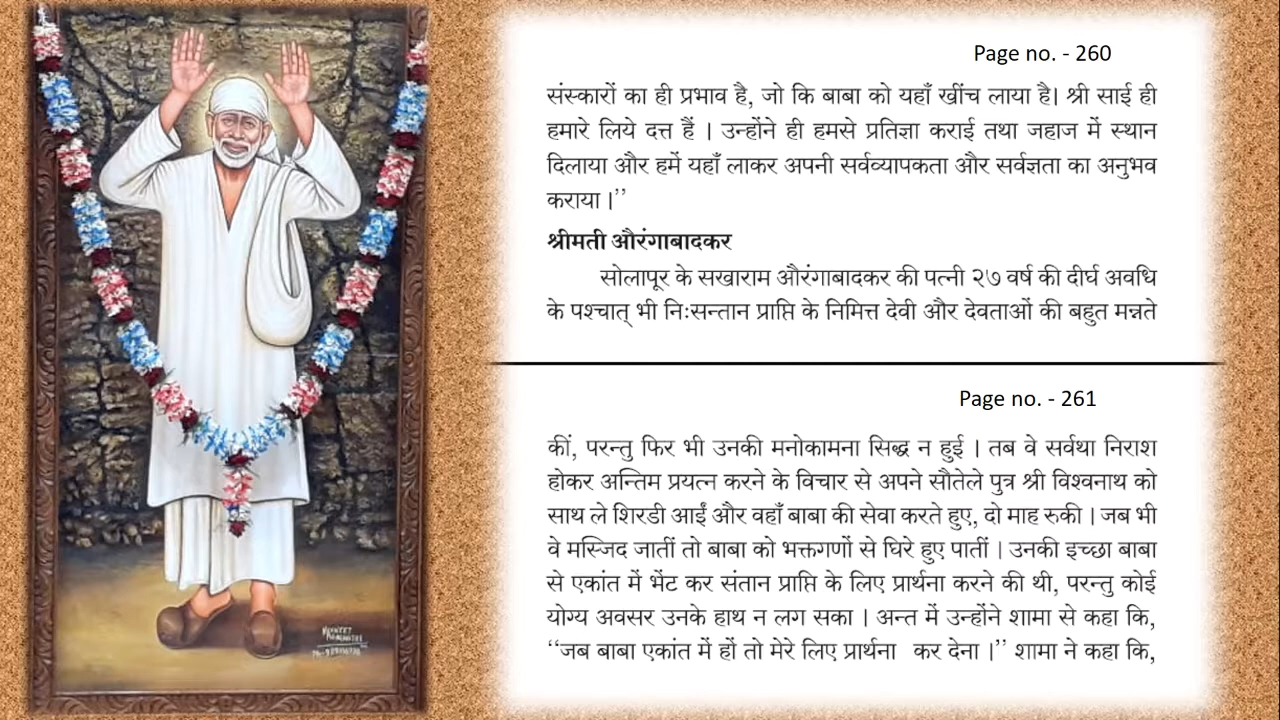 Page no. - 260
संस्कारों का ही प्रभाव है, जो कि बाबा को यहाँ खींच लाया है। श्री साई ही
हमारे लिये दत्त हैं । उन्होंने ही हमसे प्रतिज्ञा कराई तथा जहाज में स्थान
दिलाया और हमें यहाँ लाकर अपनी सर्वव्यापकता और सर्वज्ञता का अनुभव
कराया ।’’
श्रीमती औरंगाबादकर
सोलापूर के सखाराम औरंगाबादकर की पत्नी २७ वर्ष की दीर्घ अवधि
के पश्चात् भी निःसन्तान प्राप्ति के निमित्त देवी और देवताओं की बहुत मन्नते
Page no. - 261
कीं, परन्तु फिर भी उनकी मनोकामना सिद्ध न हुई । तब वे सर्वथा निराश
होकर अन्तिम प्रयत्न करने के विचार से अपने सौतेले पुत्र श्री विश्वनाथ को
साथ ले शिरडी आईं और वहाँ बाबा की सेवा करते हुए, दो माह रुकी । जब भी
वे मस्जिद जातीं तो बाबा को भक्तगणों से घिरे हुए पातीं । उनकी इच्छा बाबा
से एकांत में भेंट कर संतान प्राप्ति के लिए प्रार्थना करने की थी, परन्तु कोई
योग्य अवसर उनके हाथ न लग सका । अन्त में उन्होंने शामा से कहा कि,
‘‘जब बाबा एकांत में हों तो मेरे लिए प्रार्थना कर देना ।’’ शामा ने कहा कि,